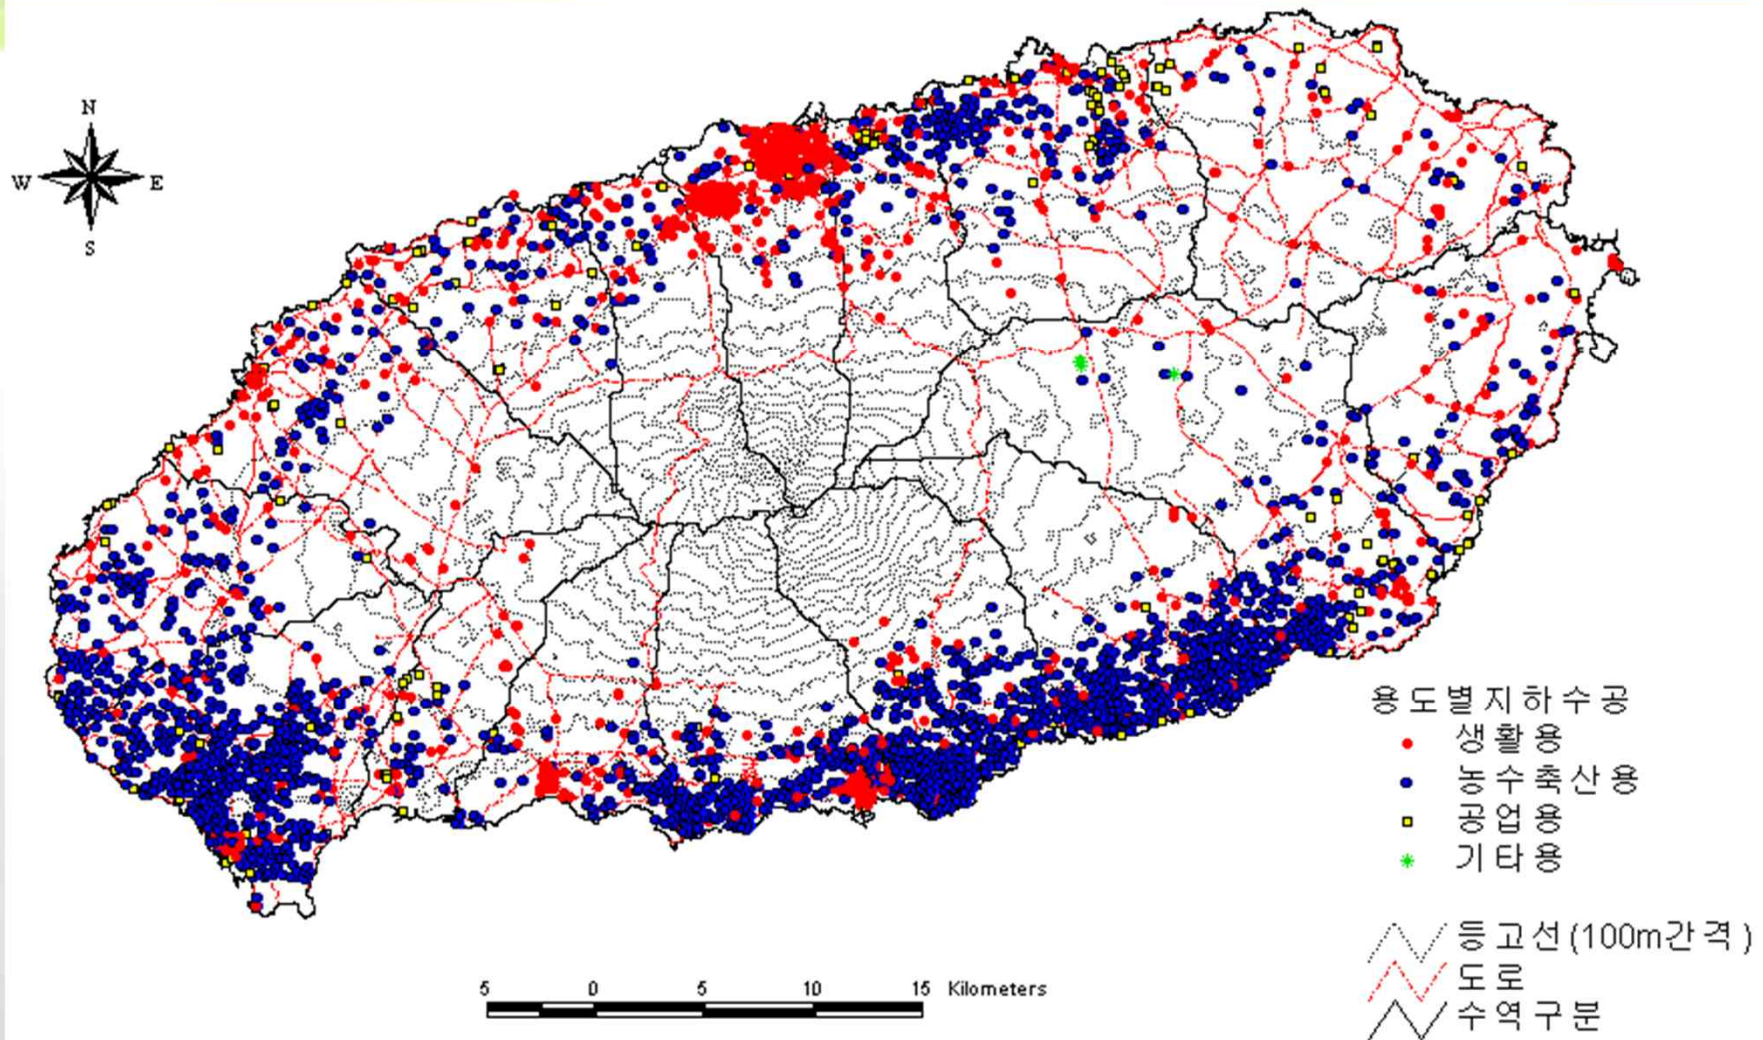 N
W E
S
용도별지하수공
생활용
농수축산용
공업용
기타용
등고선(100m간격)
도로
수역구분
5 0 5 10 15 Kilometers